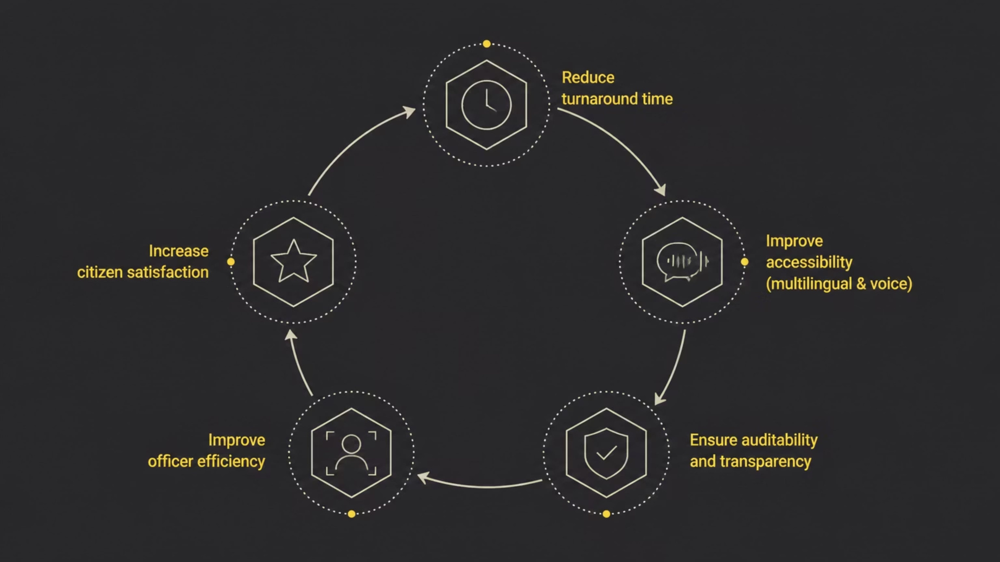 Reduce
turnaround time
Improve
accessibility
(multilingual & voice)
Ensure auditability
and transparency
Improve
officer efficiency
Increase
citizen satisfaction